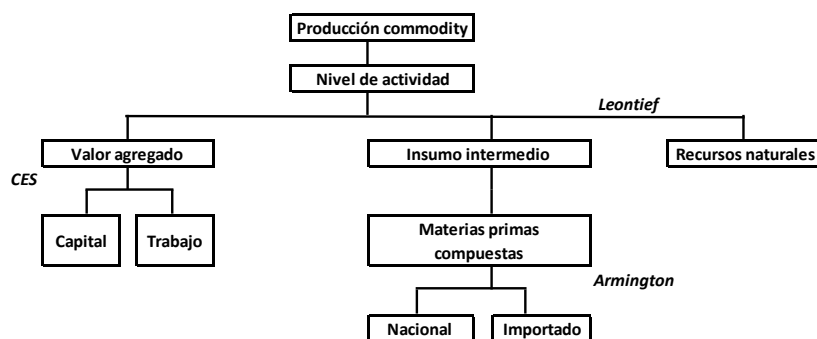 Producción commodity
Nivel de actividad
Leontief
Valor agregado
Insumo intermedio
Recursos naturales
CES
Capital
Trabajo
Materias primas
compuestas
Armington
Nacional
Importado